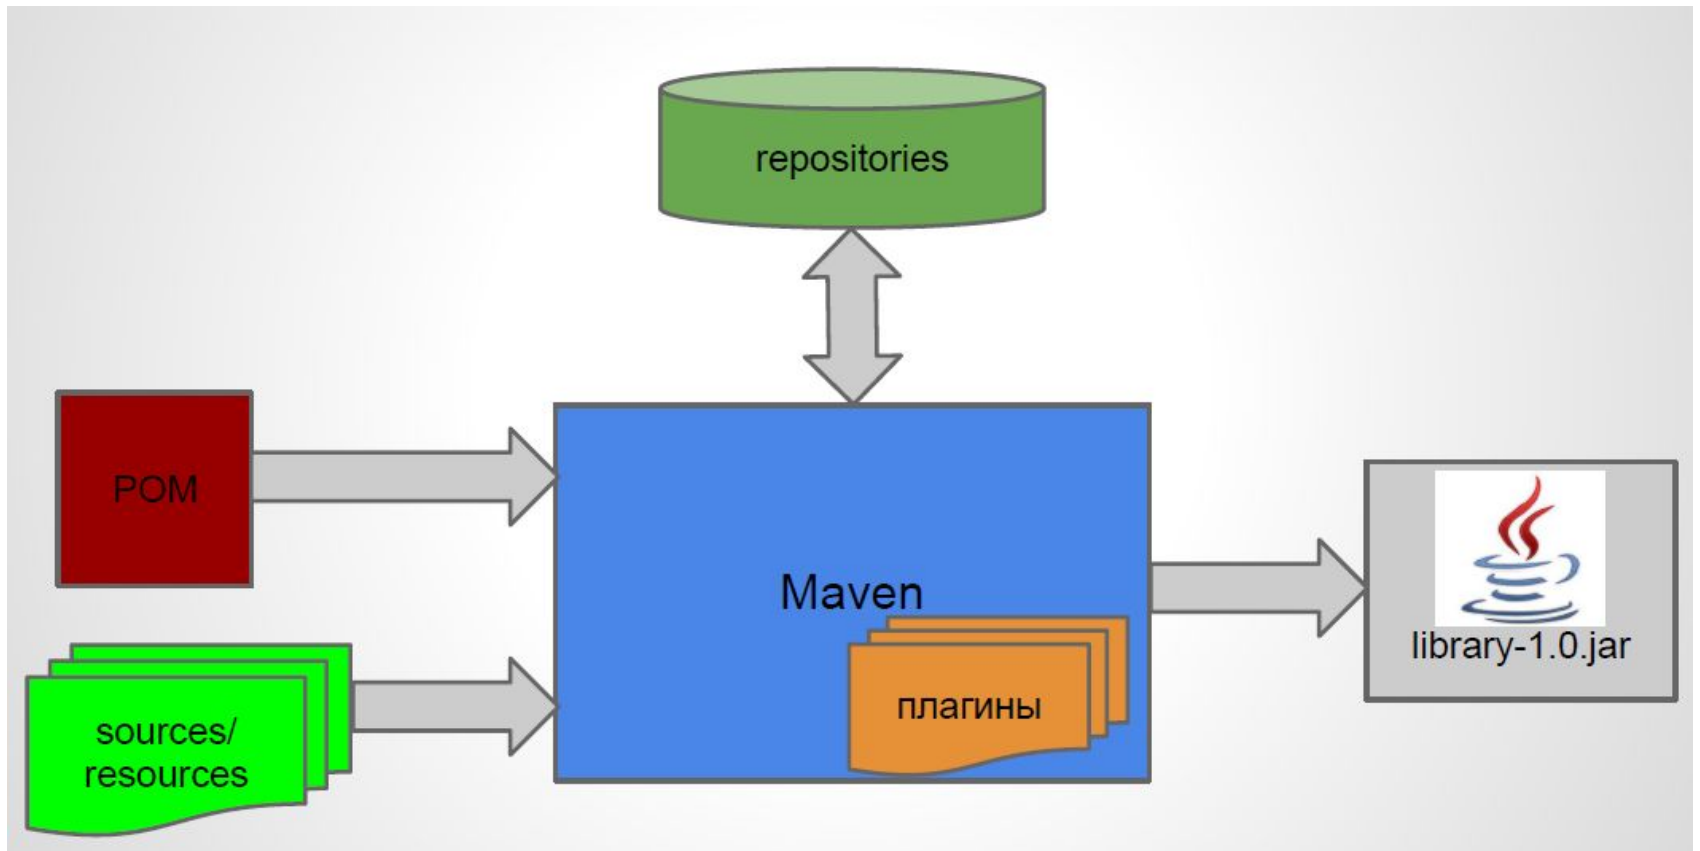 repositories
POM
Maven
sources/
resources
плагины
library-1.0.jar